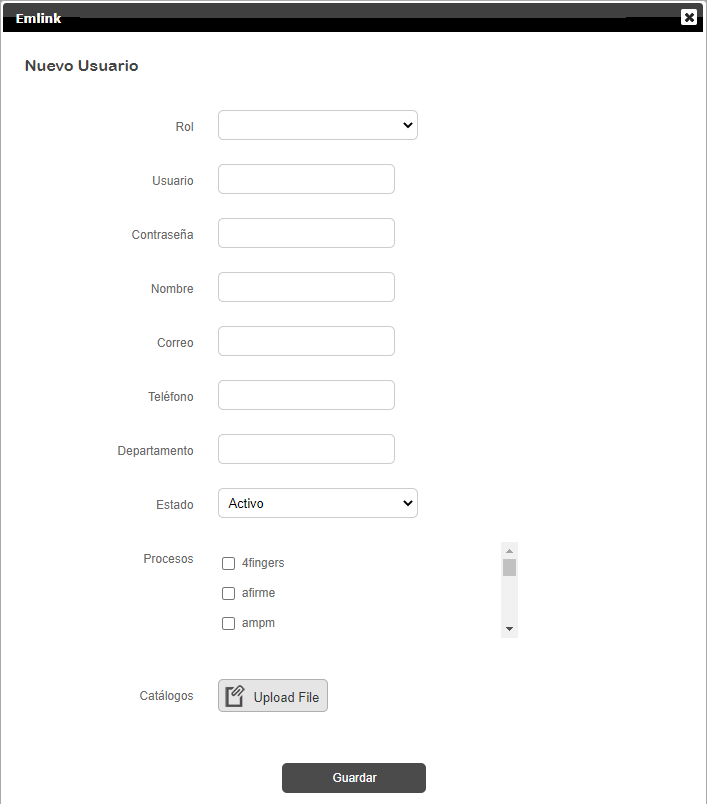 Emlink
Nuevo Usuario
Rol
Usuario
Contraseña
Nombre
Correo
Teléfono
Departamento
Estado Activo
Procesos 4fingers
afirme
ampm
Catálogos Upload File
Guardar